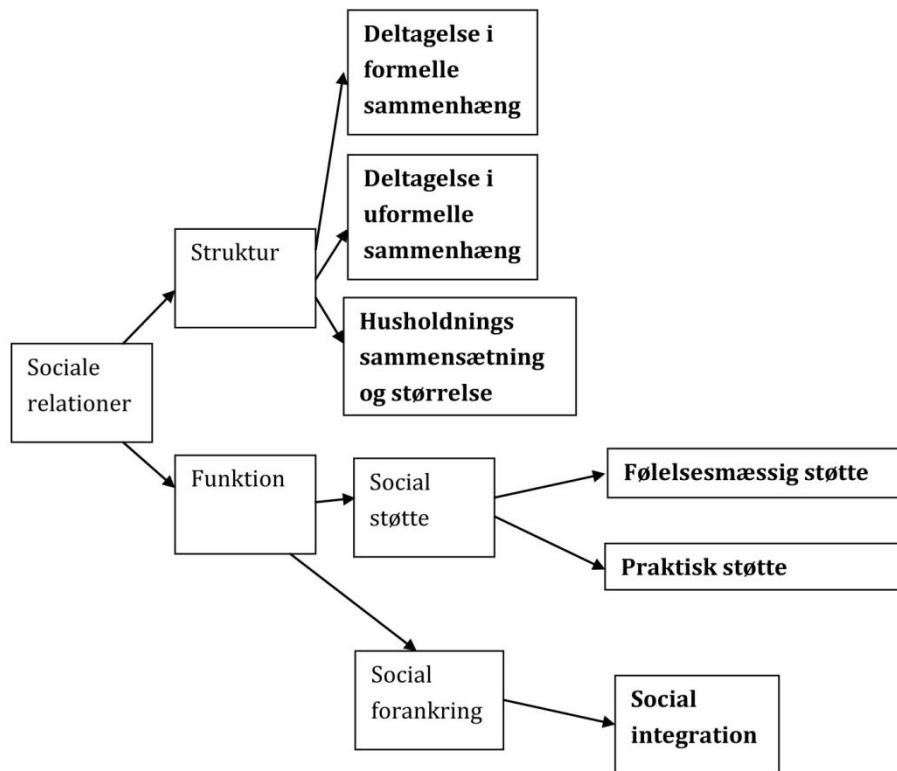 Deltagelse i
formelle
sammenhæng
Deltagelse i
uformelle
sammenhæng
Struktur
Husholdnings
sammensætning
og størrelse
Sociale
relationer
Funktion
Social
støtte
Følelsesmæssig støtte
Praktisk støtte
Social
forankring
Social
integration